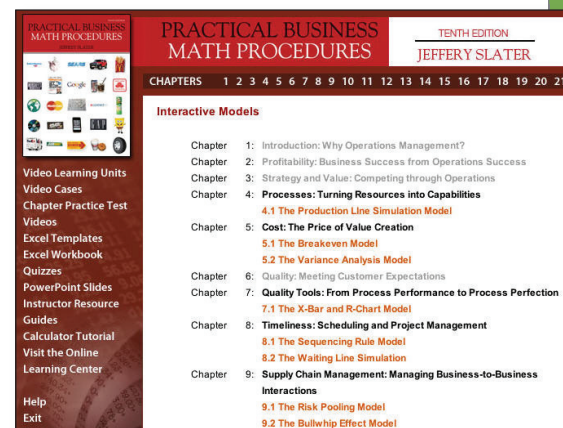 PRACTICAL BUSINESS
MATH PROCEDURES
JEFFERY SLATER
Google
PRACTICAL BUSINESS
MATH PROCEDURES
TENTH EDITION
JEFFERY SLATER
CHAPTERS 1 2 3 4 5 6 7 8 9 10 11 12 13 14 15 16 17 18 19 20 21
Video Learning Units
Video Cases
Chapter Practice Test
Videos
Excel Templates
Excel Workbook
Quizzes
PowerPoint Slides
Instructor Resource
Guides
Calculator Tutorial
Visit the Online
Learning Center
Help
Exit
Interactive Models
Chapter 1: Introduction: Why Operations Management?
Chapter 2: Profitability: Business Success from Operations Success
Chapter 3: Strategy and Value: Competing through Operations
Chapter 4: Processes: Turning Resources into Capabilities
4.1 The Production LIne Simulation Model
Chapter 5: Cost: The Price of Value Creation
5.1 The Breakeven Model
5.2 The Variance Analysis Model
Chapter 6: Quality: Meeting Customer Expectations
Chapter 7: Quality Tools: From Process Performance to Process Perfection
7.1 The X-Bar and R-Chart Model
Chapter 8: Timeliness: Scheduling and Project Management
8.1 The Sequencing Rule Model
8.2 The Waiting Line Simulation
Chapter 9: Supply Chain Management: Managing Business-to-Business
Interactions
9.1 The Risk Pooling Model
9.2 The Bullwhip Effect Model